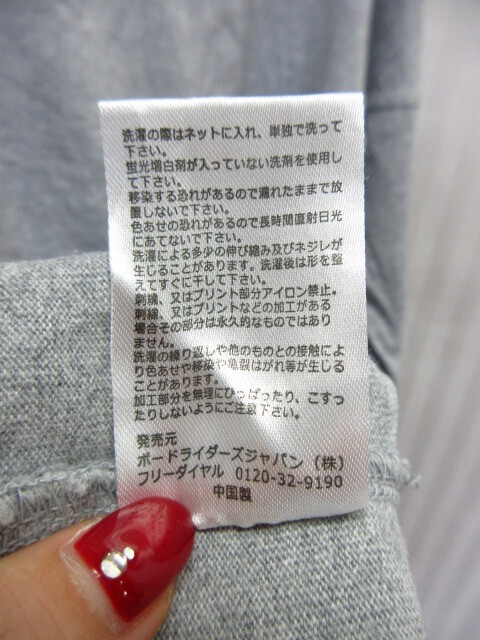 洗濯の際はネットに入れ、単独で洗って
下さい。
蛍光増白剤が入っていない洗剤を使用し
て下さい。
移染する恐れがあるので濡れたままで放
置しないで下さい。
色あせの恐れがあるので長時間直射日光
にあてないで下さい。
洗濯による多少の伸び縮み及びネジレが
生じることがあります。洗濯後は形を整
えてすぐに干して下さい。
刺繍、又はプリント部分アイロン禁止。
刺繍、又はプリントなどの加工がある
場合その部分は永久的なものではあり
ません。
洗濯の繰り返しや他のものとの接触によ
り色あせや移染や亀裂はがれ等が生じる
ことがあります。
加工部分を無理にひっぱったり、こすっ
たりしないようにご注意下さい。
発売元
ボードライダーズジャパン(株)
フリーダイヤル 0120-32-9190
中国製